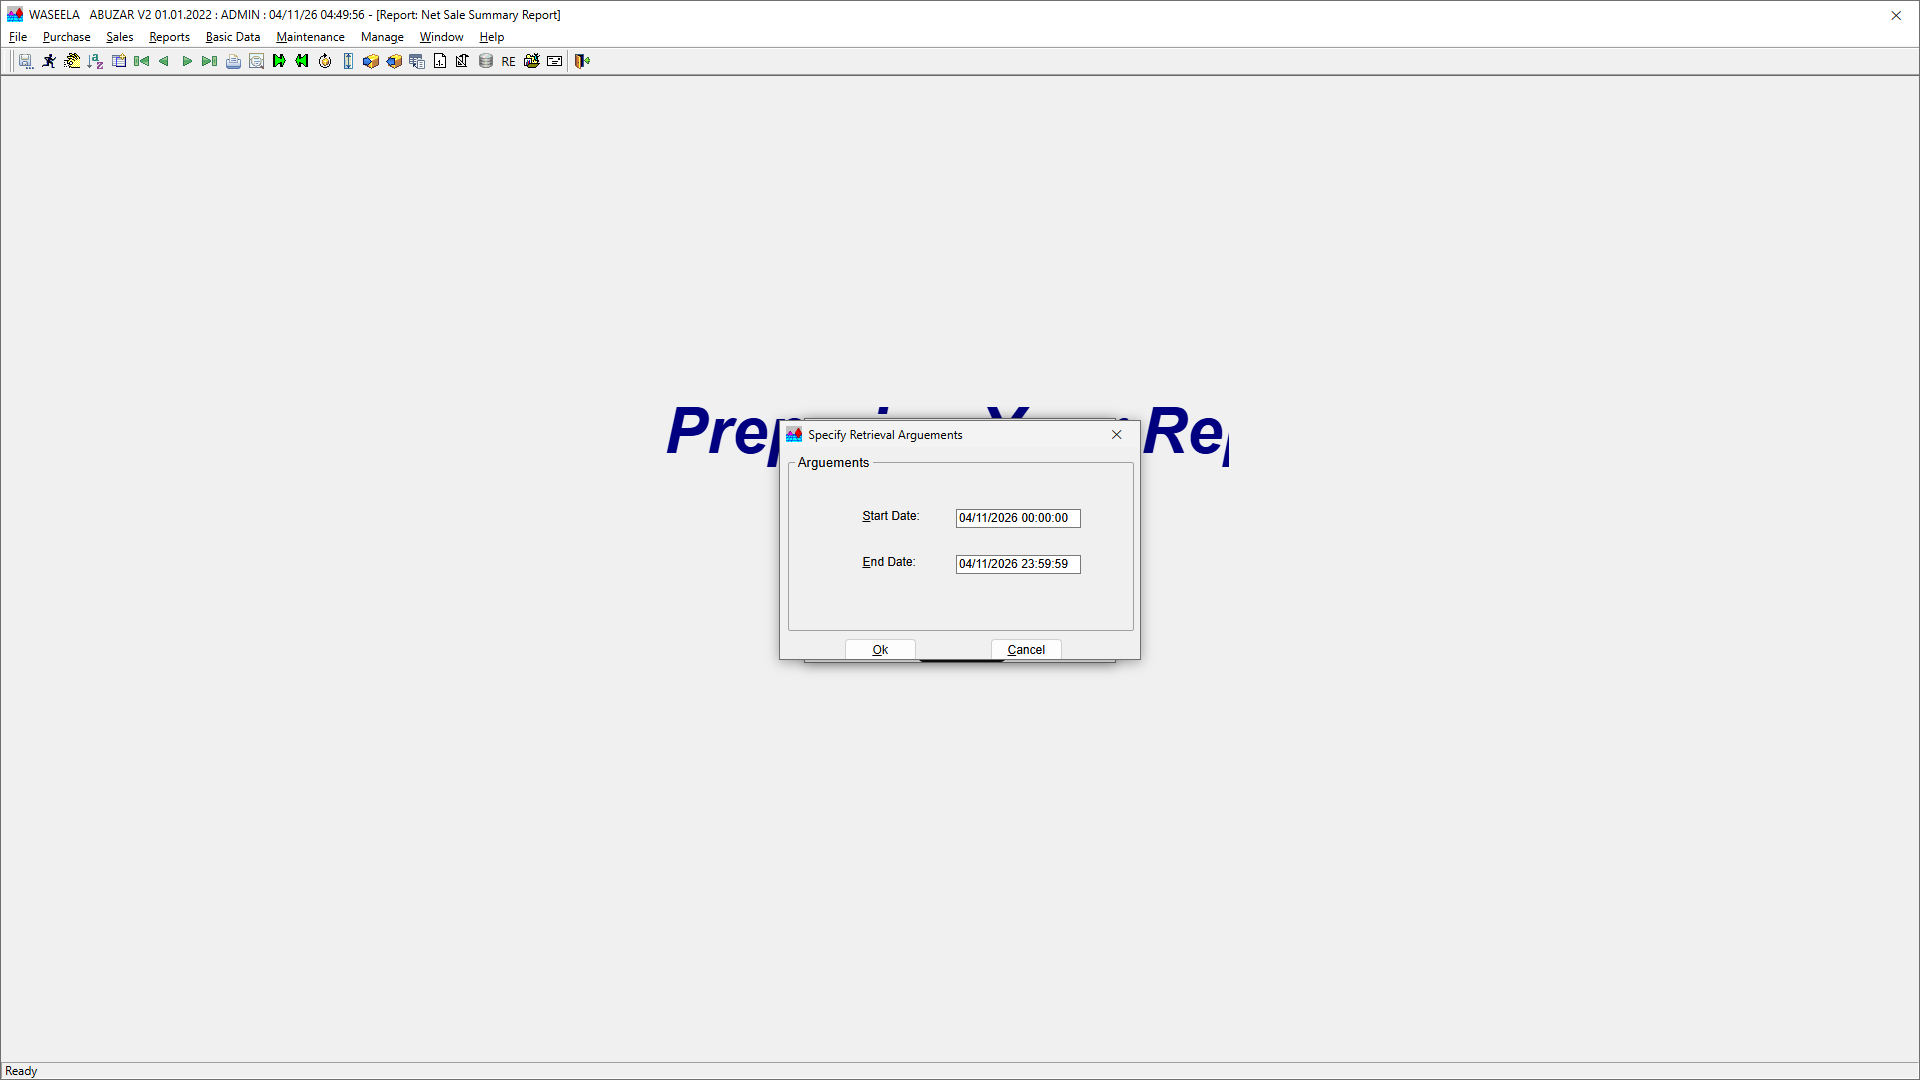 WASEELA ABUZAR V2 01.01.2022 : ADMIN : 04/11/26 04:49:56 - [Report: Net Sale Summary Report]
File Purchase Sales Reports Basic Data Maintenance Manage Window Help
RE
Specify Retrieval Arguements
Arguements
Start Date: 04/11/2026 00:00:00
End Date: 04/11/2026 23:59:59
Ok Cancel
Ready